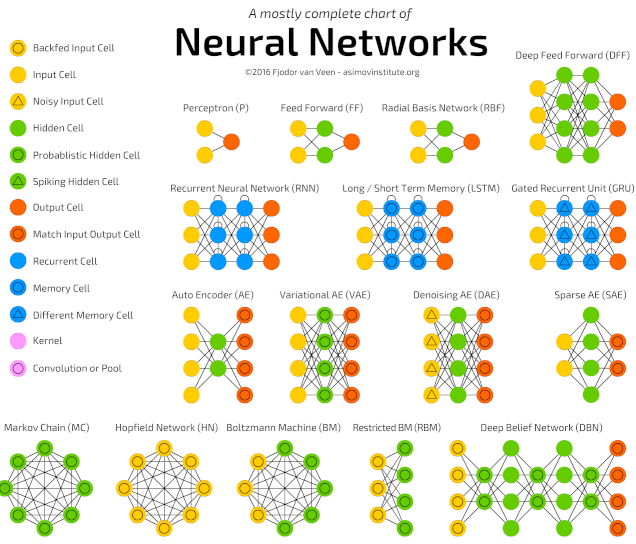 A mostly complete chart of
Neural Networks
©2016 Fjodor van Veen - asimovinstitute.org
Backfed Input Cell
Input Cell
Noisy Input Cell
Hidden Cell
Probablistic Hidden Cell
Spiking Hidden Cell
Output Cell
Match Input Output Cell
Recurrent Cell
Memory Cell
Different Memory Cell
Kernel
Convolution or Pool
Deep Feed Forward (DFF)
Perceptron (P)
Feed Forward (FF)
Radial Basis Network (RBF)
Recurrent Neural Network (RNN)
Long / Short Term Memory (LSTM)
Gated Recurrent Unit (GRU)
Auto Encoder (AE)
Variational AE (VAE)
Denoising AE (DAE)
Sparse AE (SAE)
Markov Chain (MC)
Hopfield Network (HN)
Boltzmann Machine (BM)
Restricted BM (RBM)
Deep Belief Network (DBN)